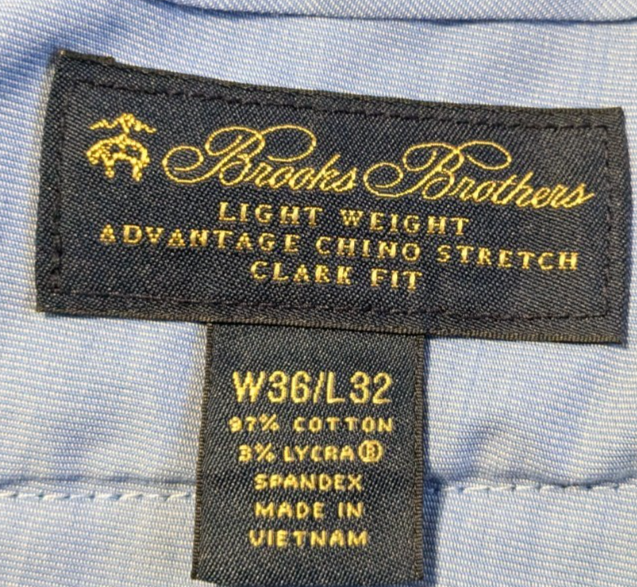 Brooks Brothers
LIGHT WEIGHT
ADVANTAGE CHINO STRETCH
CLARK FIT
W36/L32
97% COTTON
3% LYCRA®
SPANDEX
MADE IN
VIETNAM